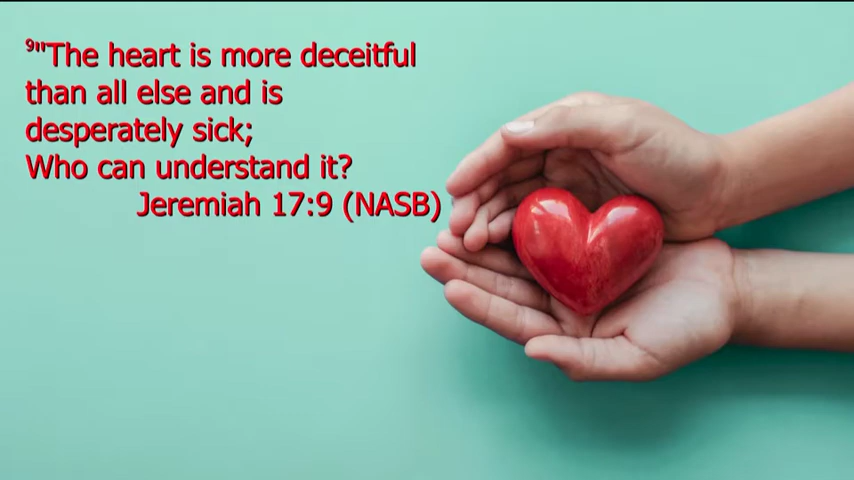 9"The heart is more deceitful
than all else and is
desperately sick;
Who can understand it?
Jeremiah 17:9 (NASB)